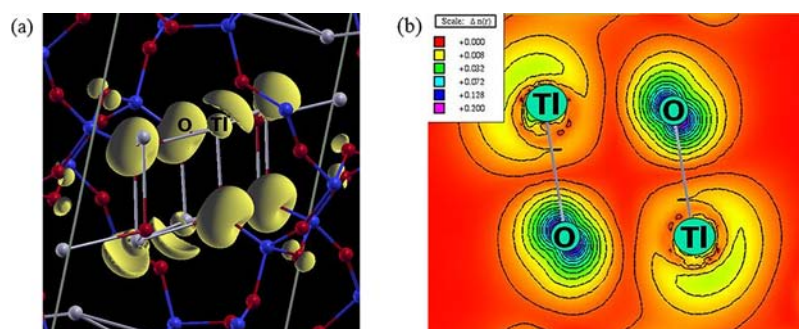 (a)
O
Tl
(b)
Scale: Δ n(r)
+0.000
+0.008
+0.032
+0.072
+0.128
+0.200
Tl
O
O
Tl